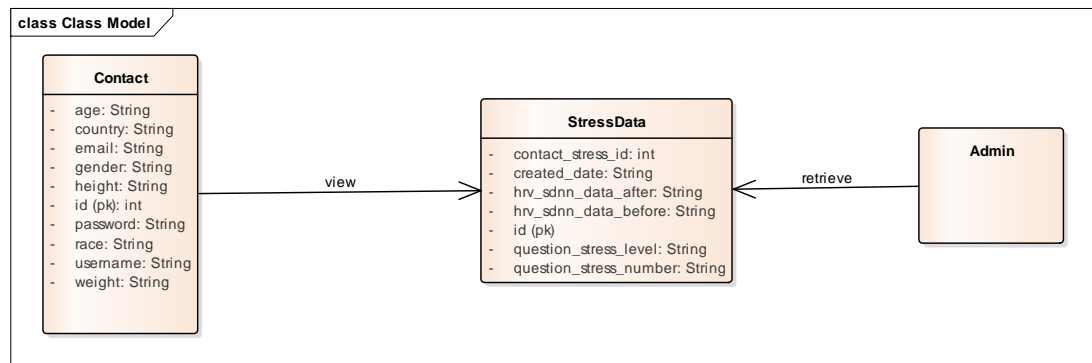 class Class Model
Contact
- age: String
- country: String
- email: String
- gender: String
- height: String
- id (pk): int
- password: String
- race: String
- username: String
- weight: String
view
StressData
- contact_stress_id: int
- created_date: String
- hrv_sdnn_data_after: String
- hrv_sdnn_data_before: String
- id (pk)
- question_stress_level: String
- question_stress_number: String
retrieve
Admin